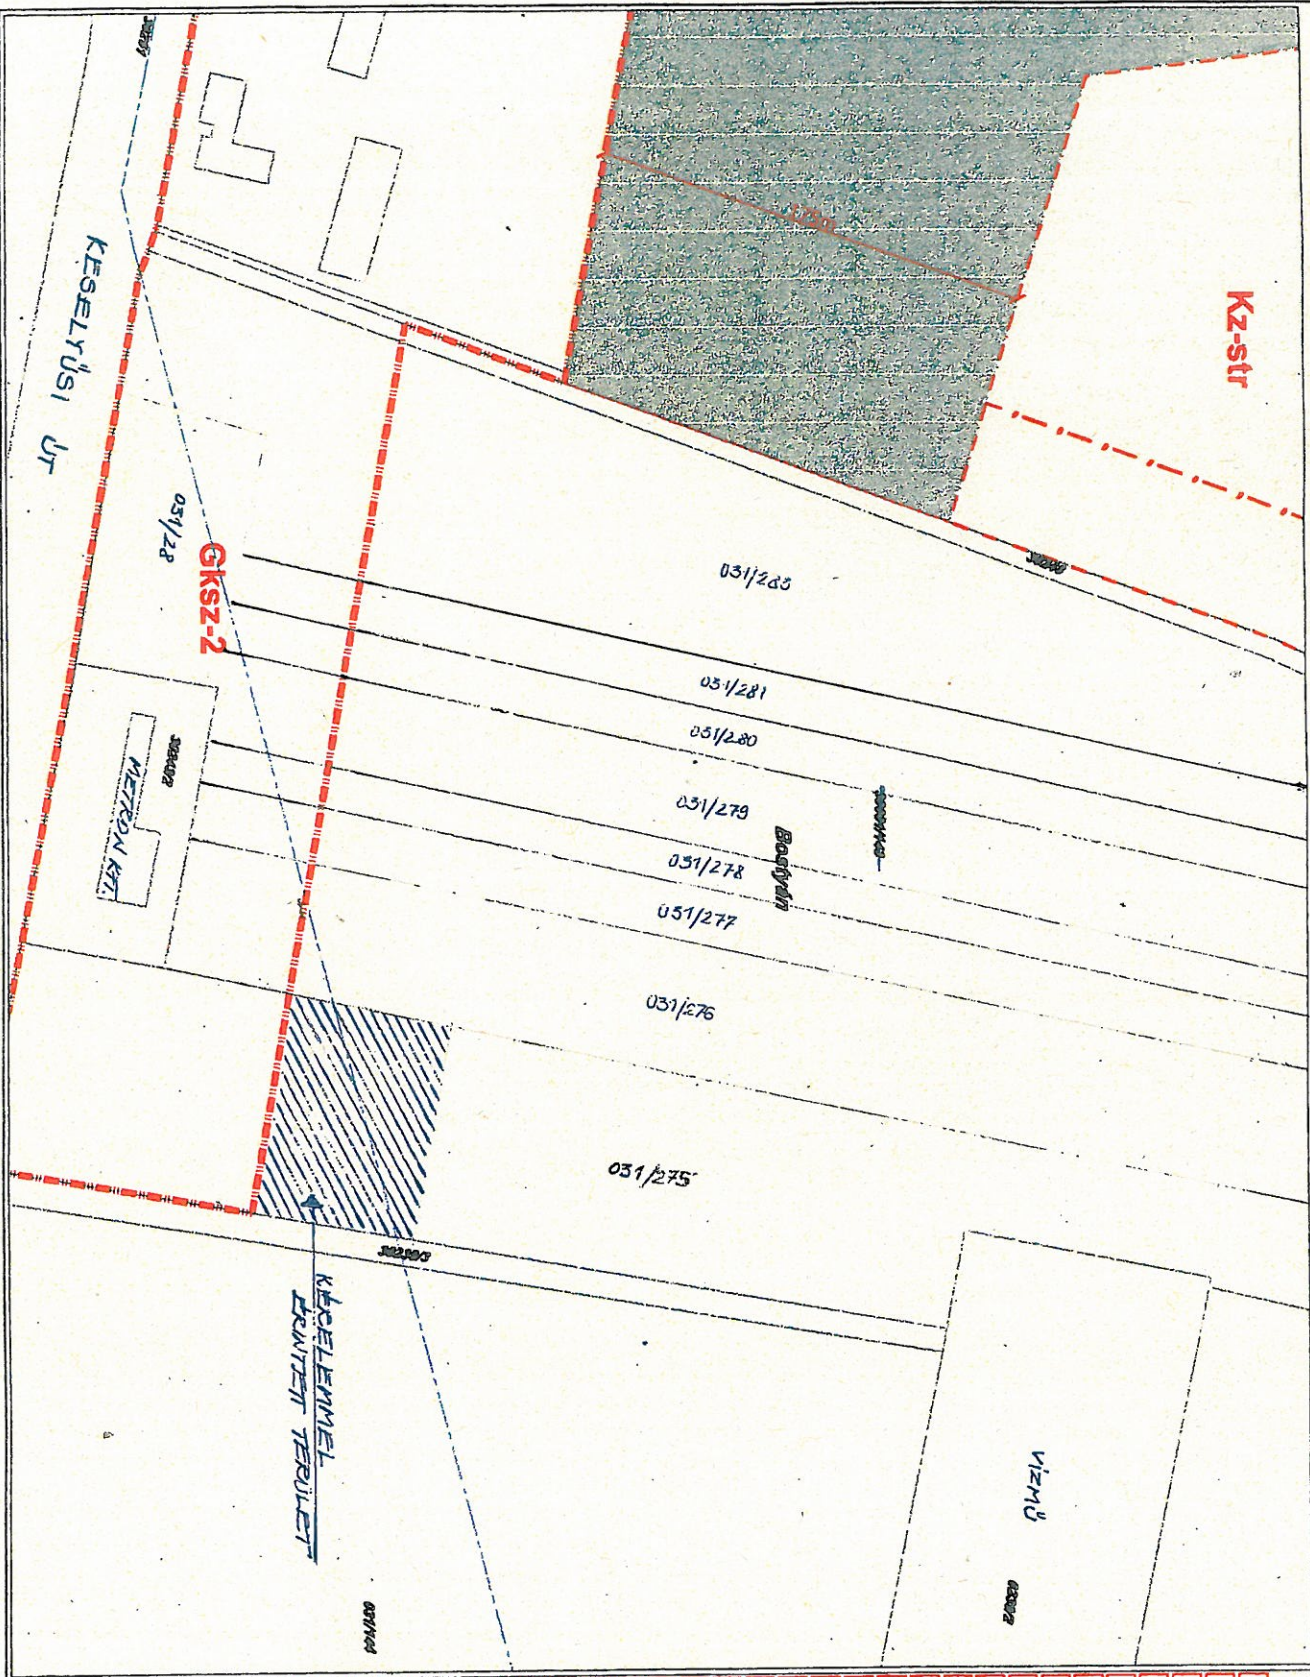 Kz-str
KESELYŰSI ÚT
031/28
Gksz-2
METRON KFT.
031/283
031/281
031/280
031/279
031/278
031/277
031/276
031/275
Bostyán
KÉRELEMMEL
ÉRINTETT TERÜLET
VÍZMŰ